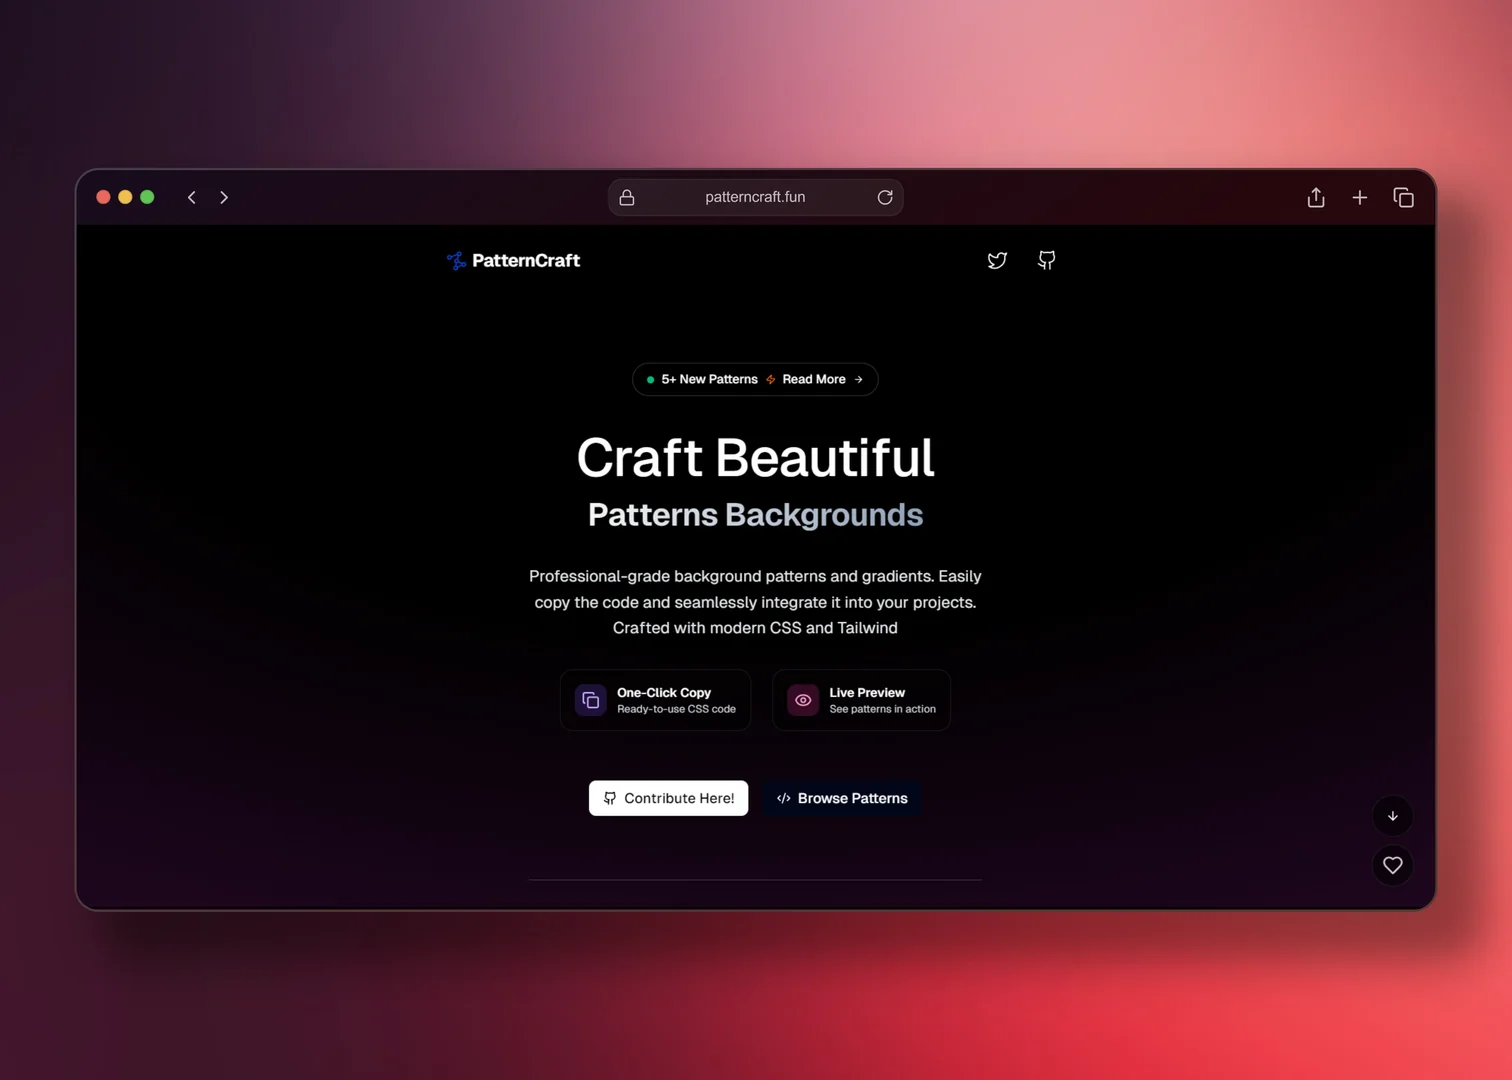 patterncraft.fun
PatternCraft
5+ New Patterns Read More →
Craft Beautiful
Patterns Backgrounds
Professional-grade background patterns and gradients. Easily
copy the code and seamlessly integrate it into your projects.
Crafted with modern CSS and Tailwind
One-Click Copy
Ready-to-use CSS code
Live Preview
See patterns in action
Contribute Here!
Browse Patterns